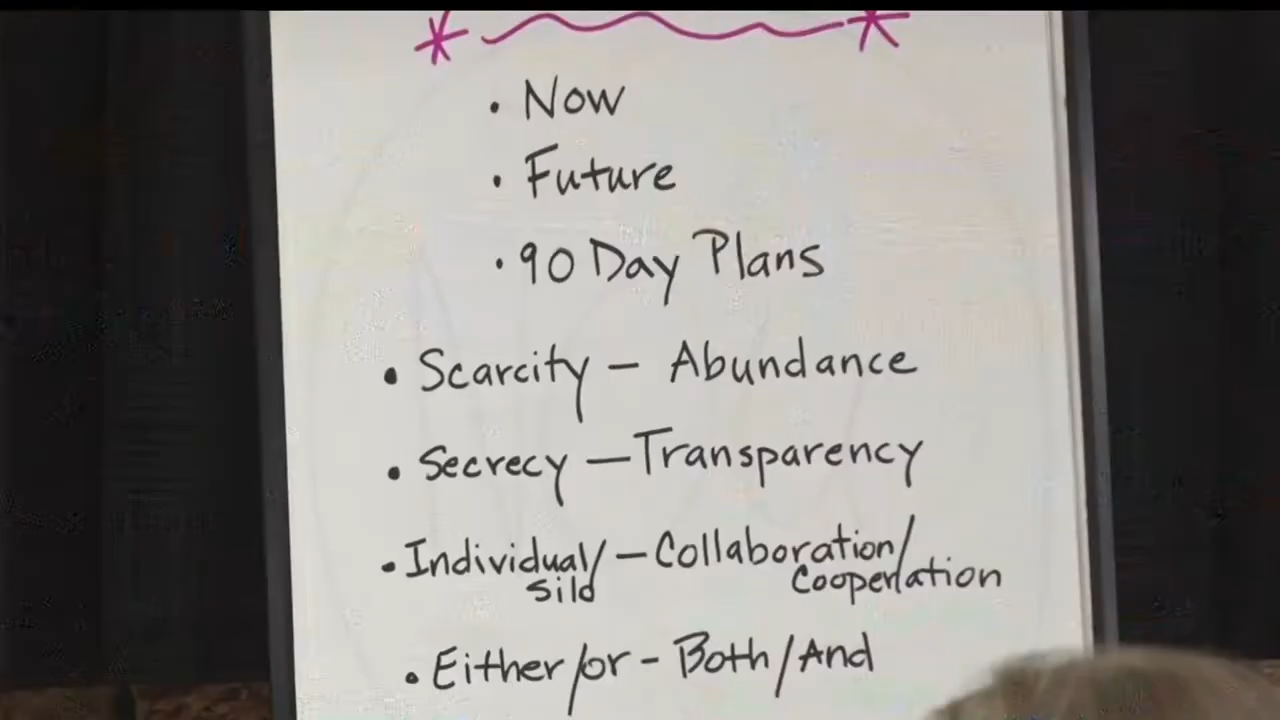 • Now
• Future
• 90 Day Plans
• Scarcity – Abundance
• Secrecy – Transparency
• Individual/ – Collaboration/
Silo Cooperation
• Either/or - Both/And